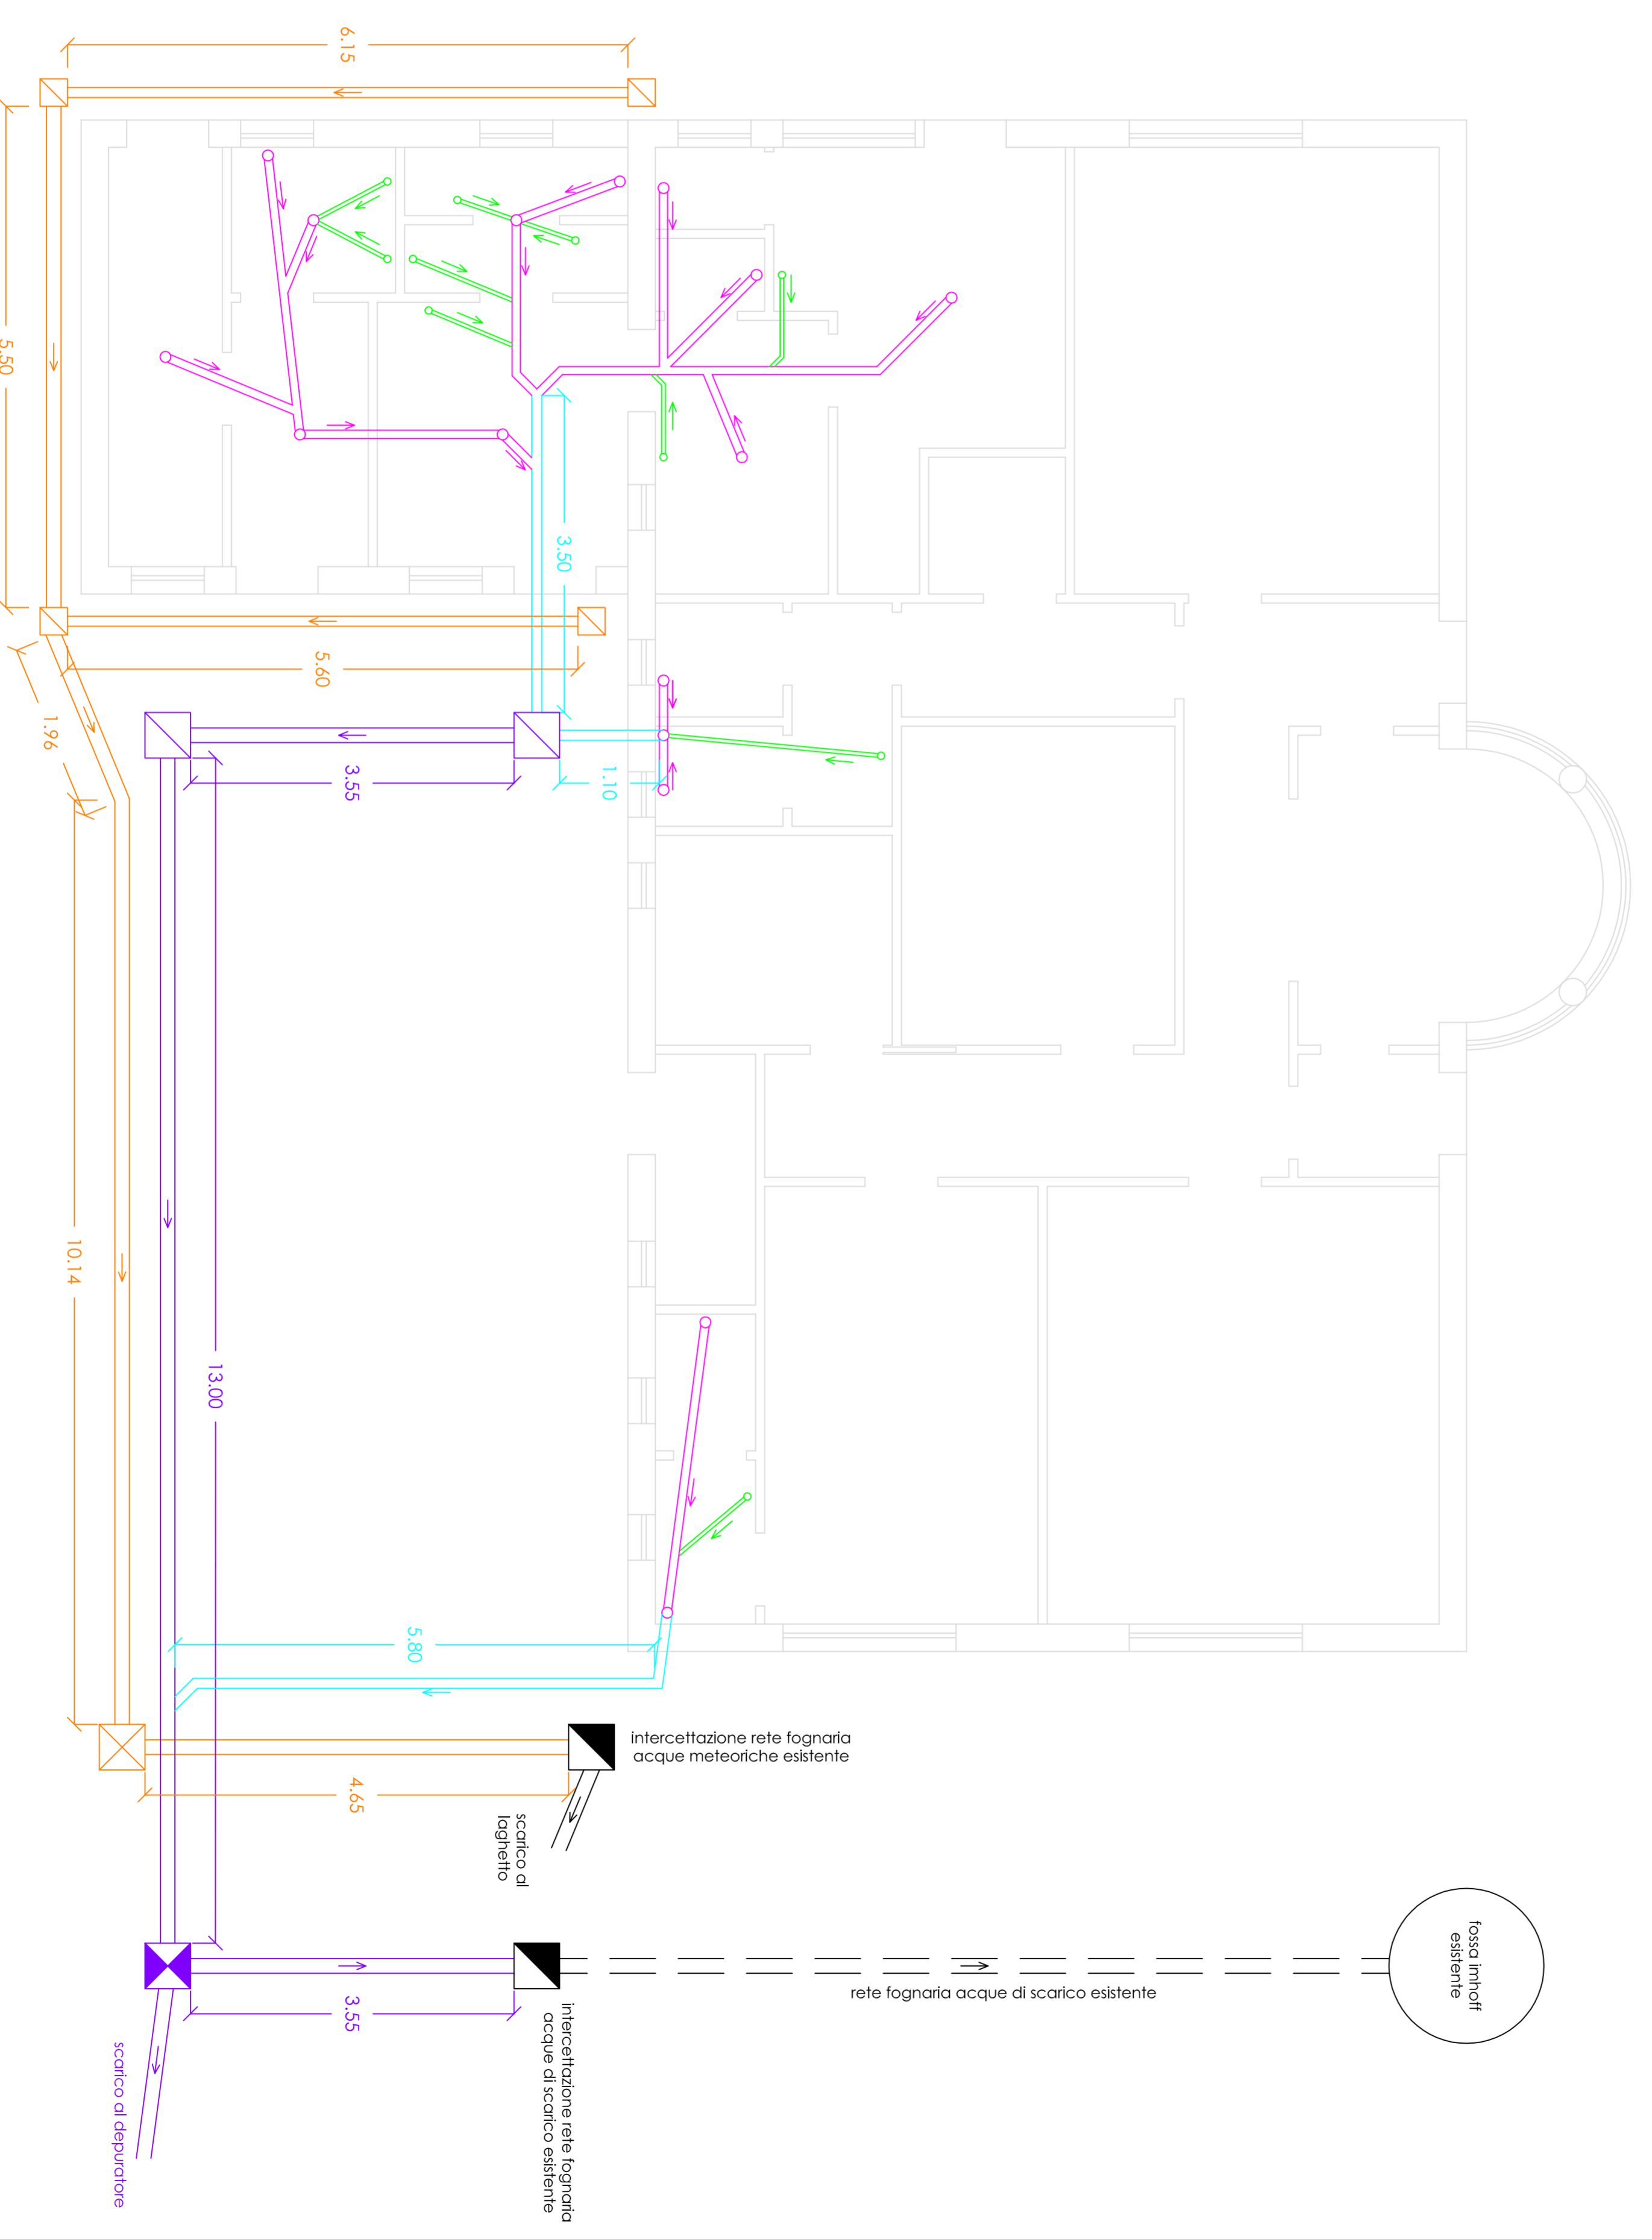 6.15
5.50
3.50
5.60
1.96
3.55
1.10
10.14
13.00
5.80
intercettazione rete fognaria
acque meteoriche esistente
4.65
scarico al
laghetto
fossa imhoff
esistente
rete fognaria acque di scarico esistente
3.55
intercettazione rete fognaria
acque di scarico esistente
scarico al depuratore